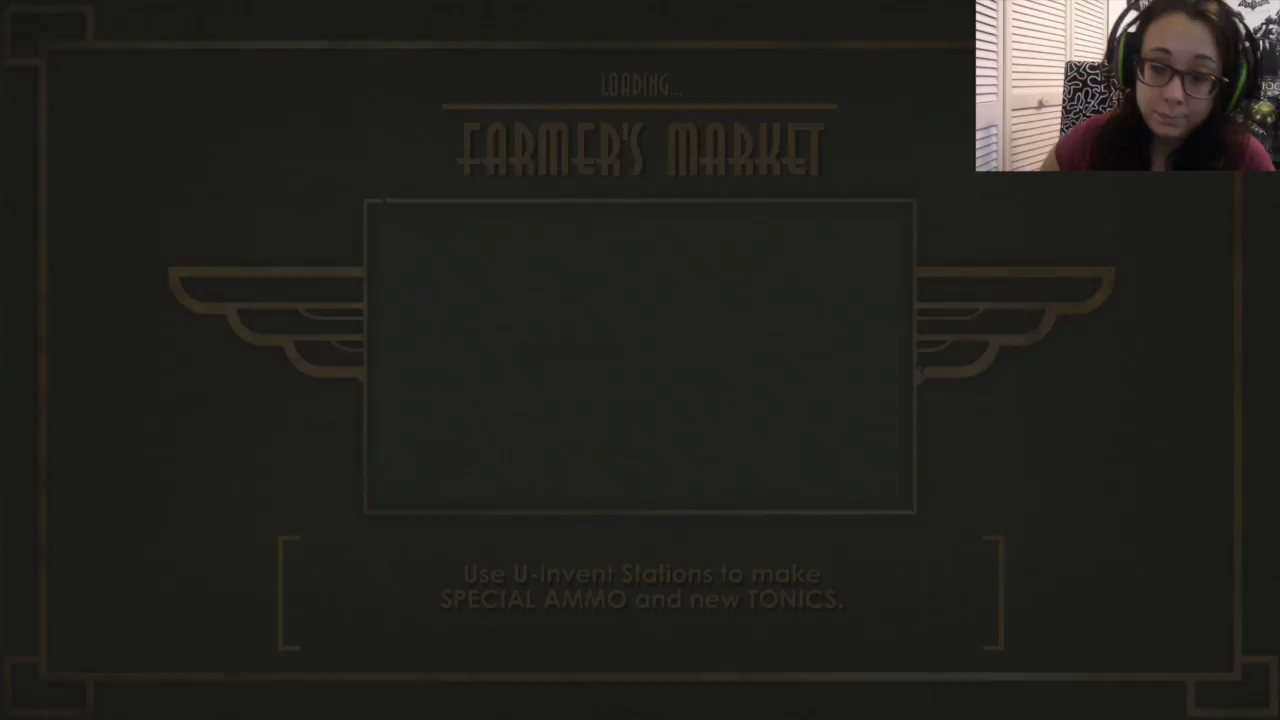 LOADING...
FARMER'S MARKET
Use U-Invent Stations to make
SPECIAL AMMO and new TONICS.